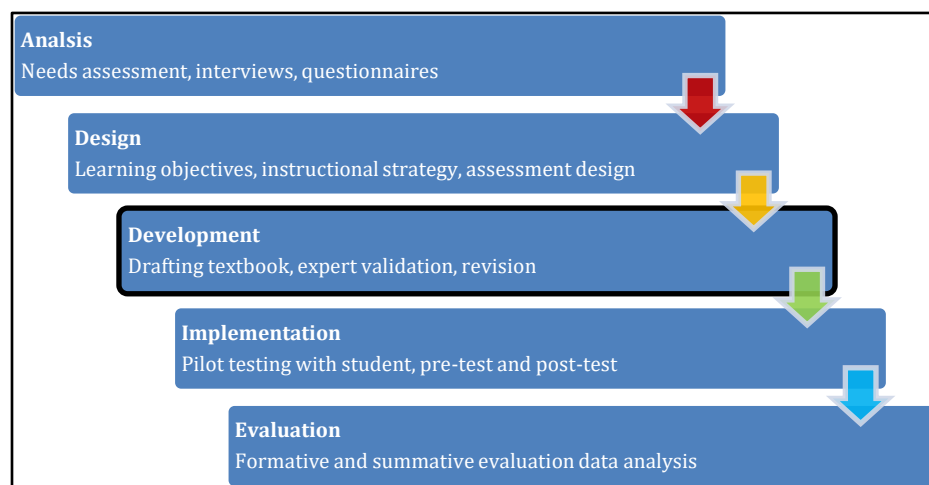 Analsis
Needs assessment, interviews, questionnaires
Design
Learning objectives, instructional strategy, assessment design
Development
Drafting textbook, expert validation, revision
Implementation
Pilot testing with student, pre-test and post-test
Evaluation
Formative and summative evaluation data analysis